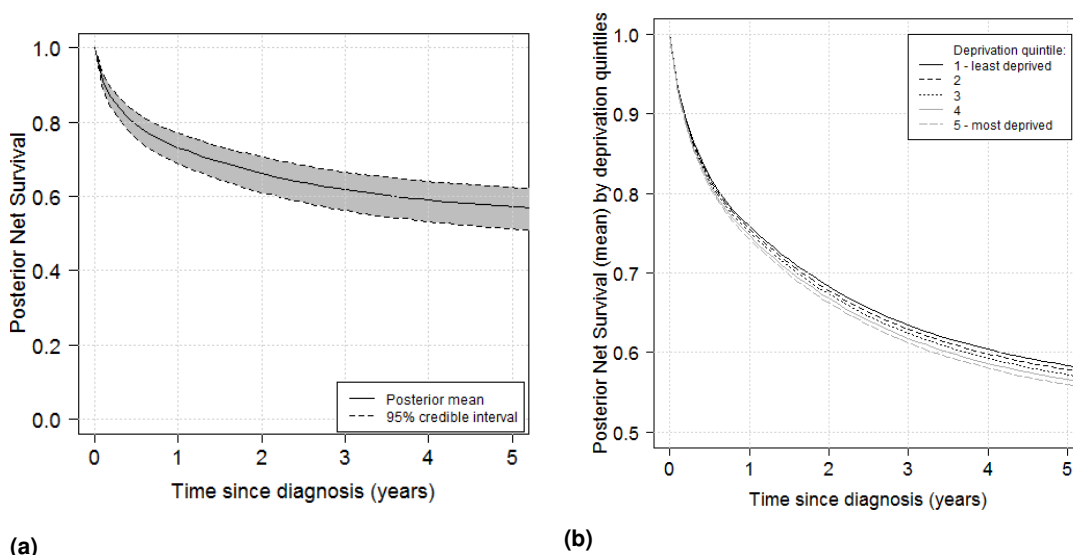 Posterior Net Survival
1.0
0.8
0.6
0.4
0.2
0.0
Posterior mean
95% credible interval
0 1 2 3 4 5
Time since diagnosis (years)
(a)
Posterior Net Survival (mean) by deprivation quintiles
1.0
0.9
0.8
0.7
0.6
0.5
Deprivation quintile:
1 - least deprived
2
3
4
5 - most deprived
0 1 2 3 4 5
Time since diagnosis (years)
(b)